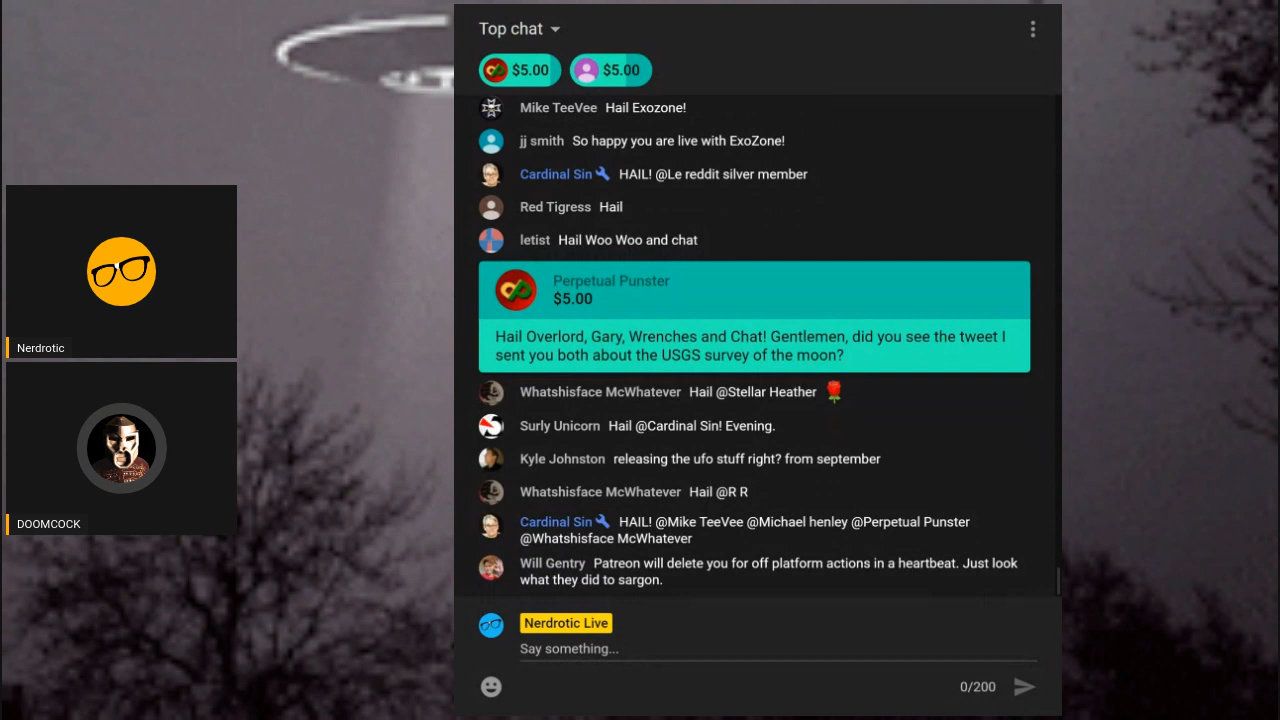 Top chat
$5.00 $5.00
Mike TeeVee Hail Exozone!
jj smith So happy you are live with ExoZone!
Cardinal Sin HAIL! @Le reddit silver member
Red Tigress Hail
letist Hail Woo Woo and chat
Perpetual Punster
$5.00
Hail Overlord, Gary, Wrenches and Chat! Gentlemen, did you see the tweet I
sent you both about the USGS survey of the moon?
Whatshisface McWhatever Hail @Stellar Heather
Surly Unicorn Hail @Cardinal Sin! Evening.
Kyle Johnston releasing the ufo stuff right? from september
Whatshisface McWhatever Hail @R R
Cardinal Sin HAIL! @Mike TeeVee @Michael henley @Perpetual Punster
@Whatshisface McWhatever
Will Gentry Patreon will delete you for off platform actions in a heartbeat. Just look
what they did to sargon.
Nerdrotic Live
Say something...
0/200
Nerdrotic
DOOMCOCK